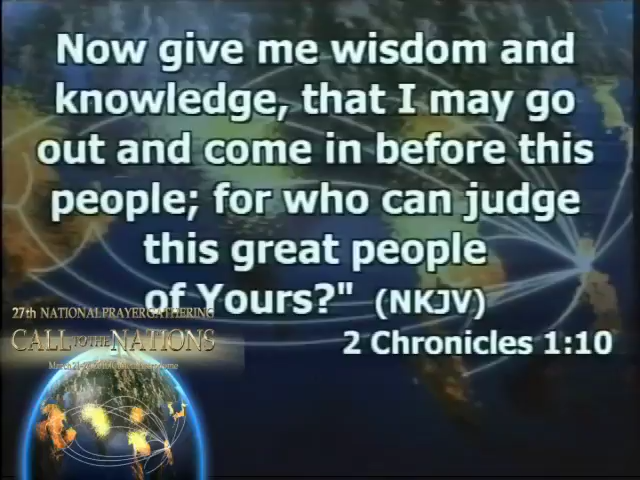 Now give me wisdom and
knowledge, that I may go
out and come in before this
people; for who can judge
this great people
of Yours?" (NKJV)
2 Chronicles 1:10
27th NATIONAL PRAYER GATHERING
CALL TO THE NATIONS